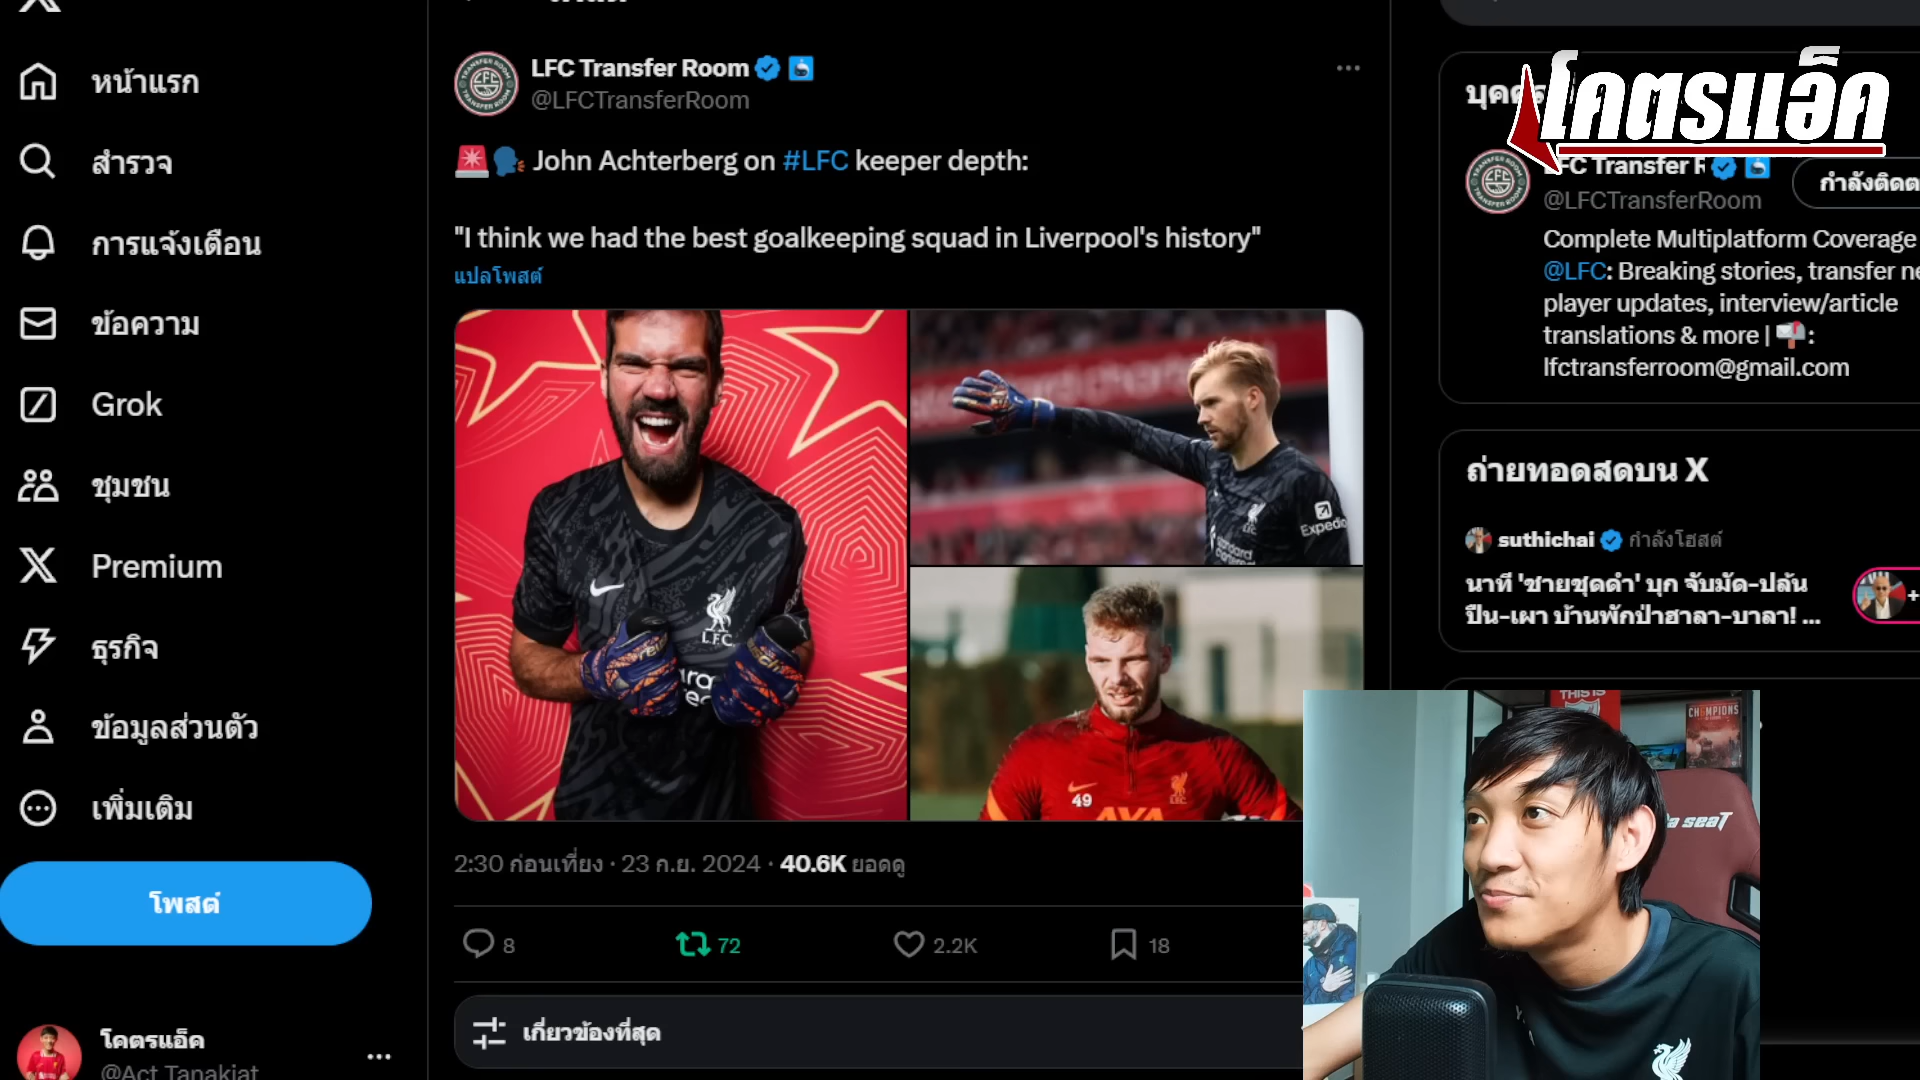 หน้าแรก
สำรวจ
การแจ้งเตือน
ข้อความ
Grok
ชุมชน
Premium
ธุรกิจ
ข้อมูลส่วนตัว
เพิ่มเติม
โพสต์
โคตรแอ็ค
@Act_Tanakiat
LFC Transfer Room
@LFCTransferRoom
John Achterberg on #LFC keeper depth:
"I think we had the best goalkeeping squad in Liverpool's history"
แปลโพสต์
L.F.C.
Expedia
standard
49
AXA
2:30 ก่อนเที่ยง · 23 ก.ย. 2024 · 40.6K ยอดดู
8
72
2.2K
18
เกี่ยวข้องที่สุด
โคตรแอ็ค
LFC Transfer R
กำลังติดต
@LFCTransferRoom
Complete Multiplatform Coverage
@LFC: Breaking stories, transfer ne
player updates, interview/article
translations & more | :
lfctransferroom@gmail.com
ถ่ายทอดสดบน X
suthichai กำลังโฮสต์
นาที 'ชายชุดดำ' บุก จับมัด-ปล้น
ปืน-เผา บ้านพักป่าฮาลา-บาลา! ...
THIS IS
CHAMPIONS
a seaT